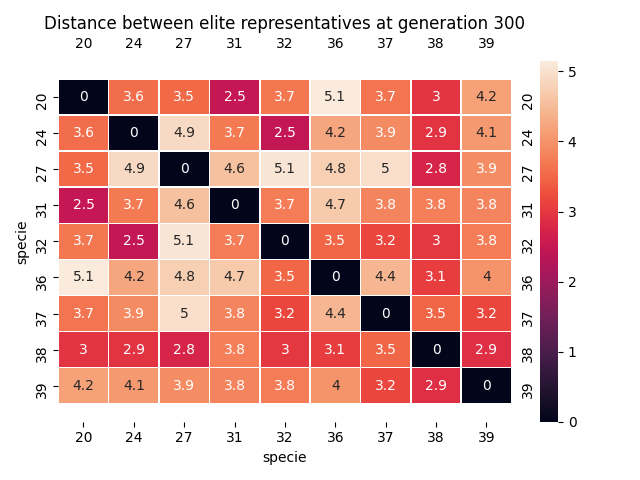 Distance between elite representatives at generation 300
20 24 27 31 32 36 37 38 39
20 0 3.6 3.5 2.5 3.7 5.1 3.7 3 4.2 20
24 3.6 0 4.9 3.7 2.5 4.2 3.9 2.9 4.1 24
27 3.5 4.9 0 4.6 5.1 4.8 5 2.8 3.9 27
31 2.5 3.7 4.6 0 3.7 4.7 3.8 3.8 3.8 31
32 3.7 2.5 5.1 3.7 0 3.5 3.2 3 3.8 32
36 5.1 4.2 4.8 4.7 3.5 0 4.4 3.1 4 36
37 3.7 3.9 5 3.8 3.2 4.4 0 3.5 3.2 37
38 3 2.9 2.8 3.8 3 3.1 3.5 0 2.9 38
39 4.2 4.1 3.9 3.8 3.8 4 3.2 2.9 0 39
20 24 27 31 32 36 37 38 39
specie
specie
5
4
3
2
1
0